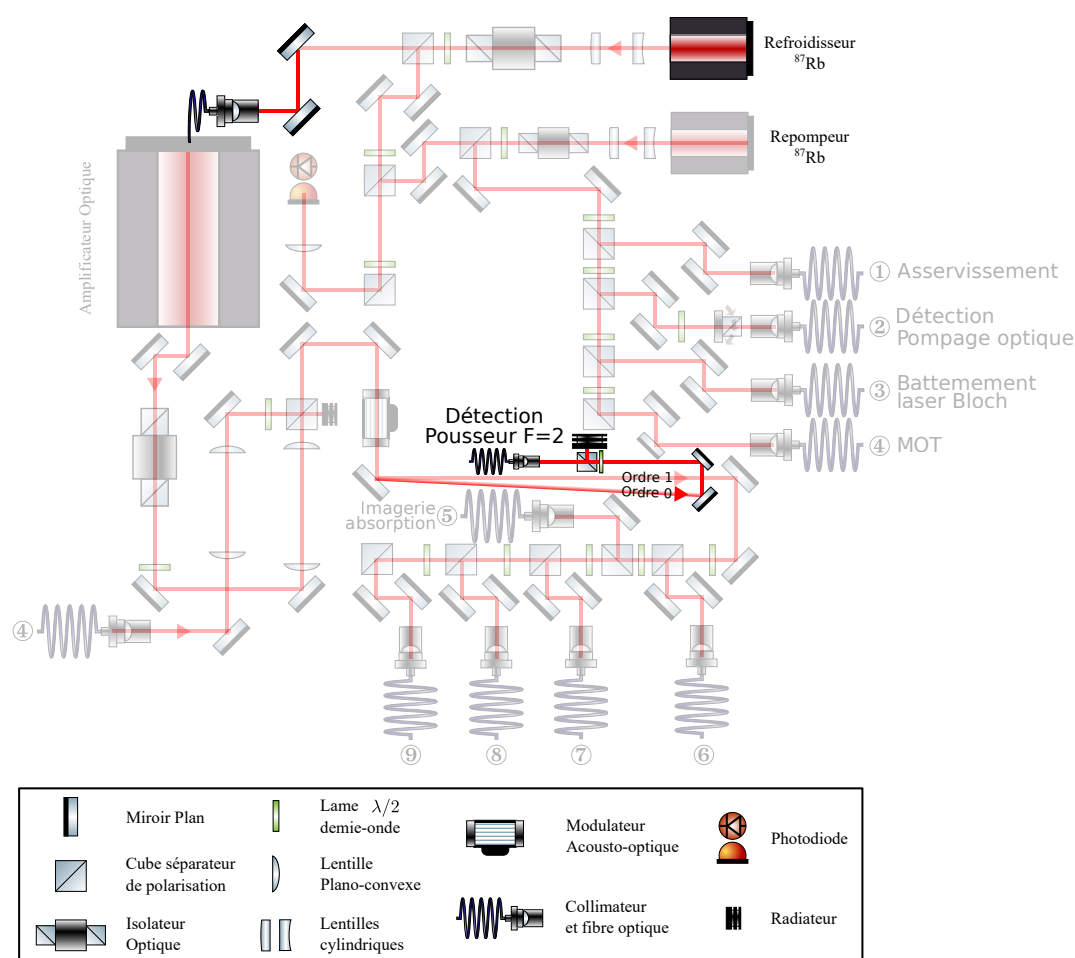 Refroidisseur
⁸⁷Rb
Repompeur
⁸⁷Rb
Amplificateur Optique
① Asservissement
② Détection
Pompage optique
③ Battemement
laser Bloch
④ MOT
Détection
Pousseur F=2
Ordre 1
Ordre 0
Imagerie
absorption
⑤
④
⑨
⑧
⑦
⑥
Miroir Plan
Lame λ/2
demie-onde
Modulateur
Acousto-optique
Photodiode
Cube séparateur
de polarisation
Lentille
Plano-convexe
Collimateur
et fibre optique
Radiateur
Isolateur
Optique
Lentilles
cylindriques